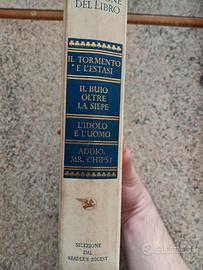 DEL LIBRO
IL TORMENTO
E L'ESTASI
IL BUIO
OLTRE
LA SIEPE
L'IDOLO
E L'UOMO
ADDIO,
MR. CHIPS!
SELEZIONE
DAL
READER'S DIGEST